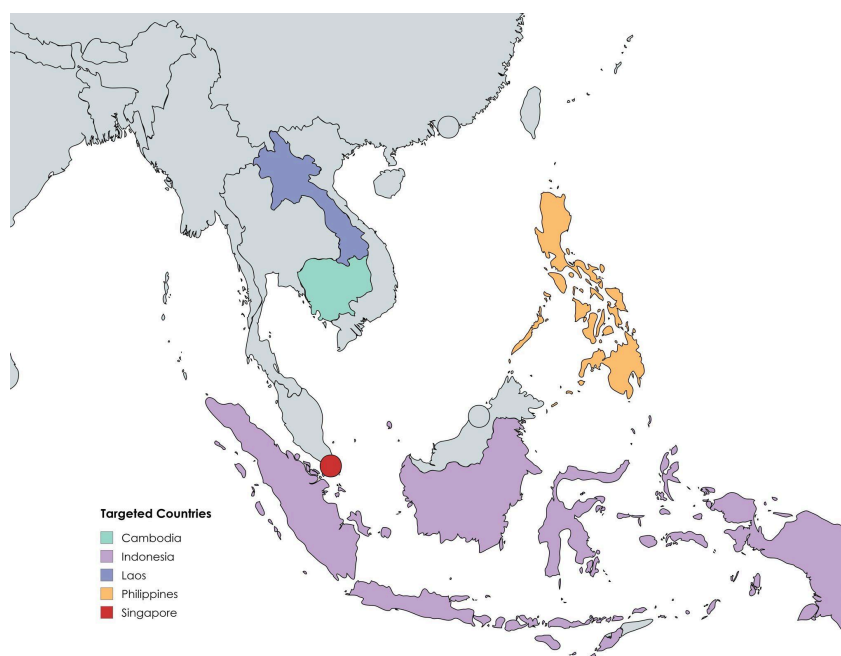 Targeted Countries
Cambodia
Indonesia
Laos
Philippines
Singapore